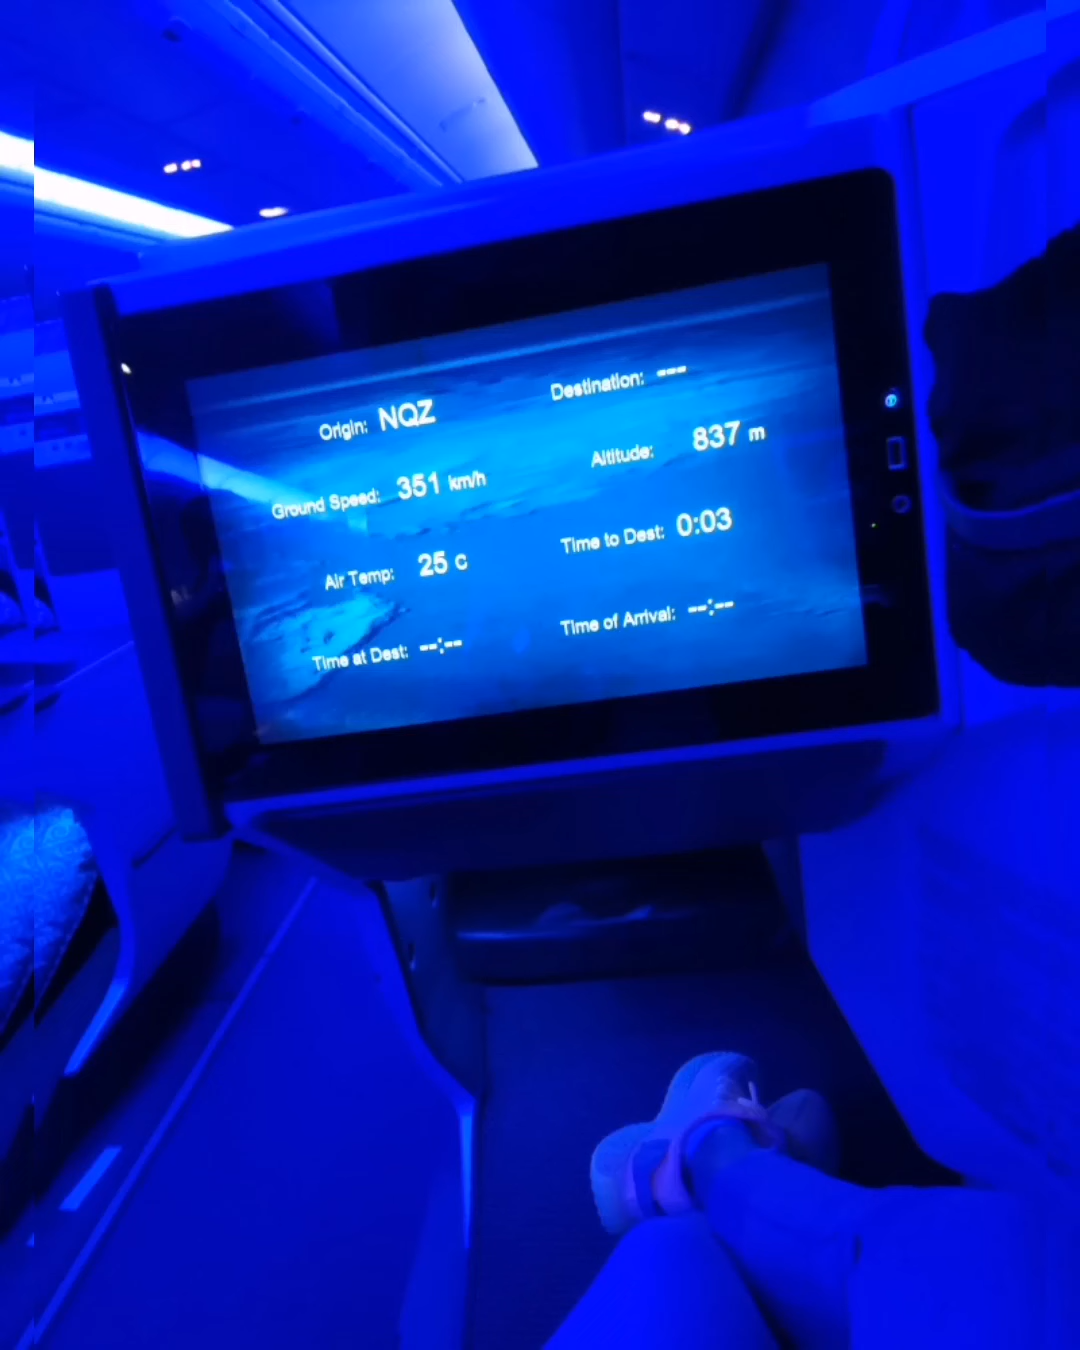 Origin: NQZ
Destination: ---
Ground Speed: 351 km/h
Altitude: 837 m
Air Temp: 25 c
Time to Dest: 0:03
Time at Dest: --:--
Time of Arrival: --:--